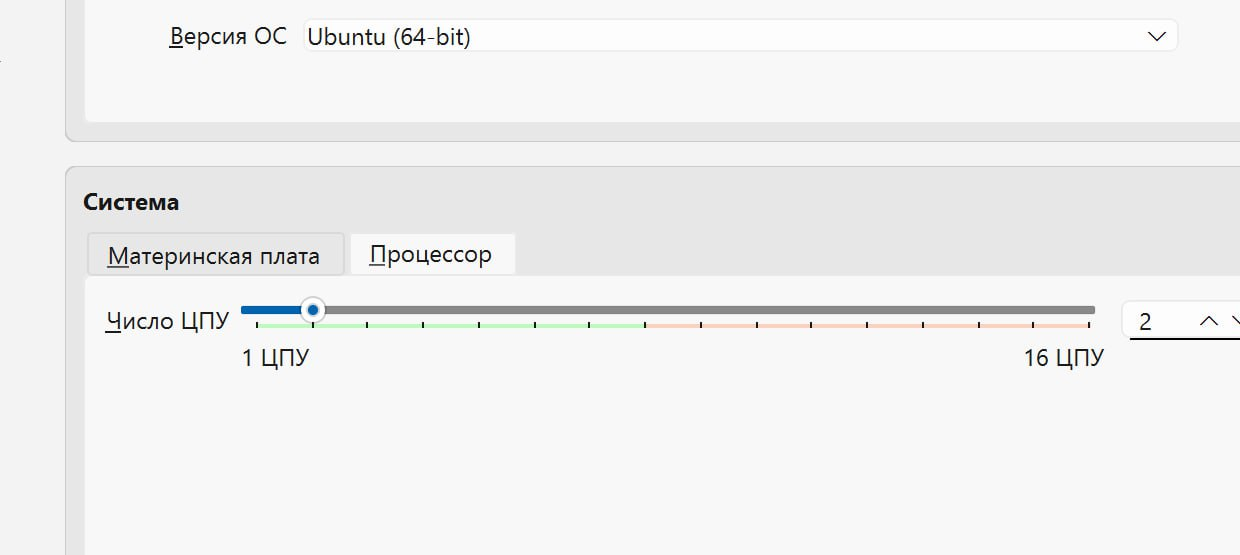 Версия ОС Ubuntu (64-bit)
Система
Материнская плата Процессор
Число ЦПУ 2
1 ЦПУ 16 ЦПУ